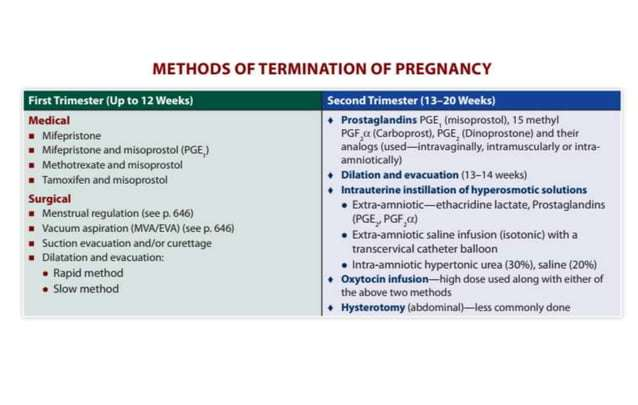 METHODS OF TERMINATION OF PREGNANCY
First Trimester (Up to 12 Weeks)
Medical
▪ Mifepristone
▪ Mifepristone and misoprostol (PGE₁)
▪ Methotrexate and misoprostol
▪ Tamoxifen and misoprostol
Surgical
▪ Menstrual regulation (see p. 646)
▪ Vacuum aspiration (MVA/EVA) (see p. 646)
▪ Suction evacuation and/or curettage
▪ Dilatation and evacuation:
• Rapid method
• Slow method
Second Trimester (13–20 Weeks)
♦ Prostaglandins PGE₁ (misoprostol), 15 methyl
PGF₂α (Carboprost), PGE₂ (Dinoprostone) and their
analogs (used—intravaginally, intramuscularly or intra-
amniotically)
♦ Dilation and evacuation (13–14 weeks)
♦ Intrauterine instillation of hyperosmotic solutions
• Extra-amniotic—ethacridine lactate, Prostaglandins
(PGE₂, PGF₂α)
• Extra-amniotic saline infusion (isotonic) with a
transcervical catheter balloon
• Intra-amniotic hypertonic urea (30%), saline (20%)
♦ Oxytocin infusion—high dose used along with either of
the above two methods
♦ Hysterotomy (abdominal)—less commonly done